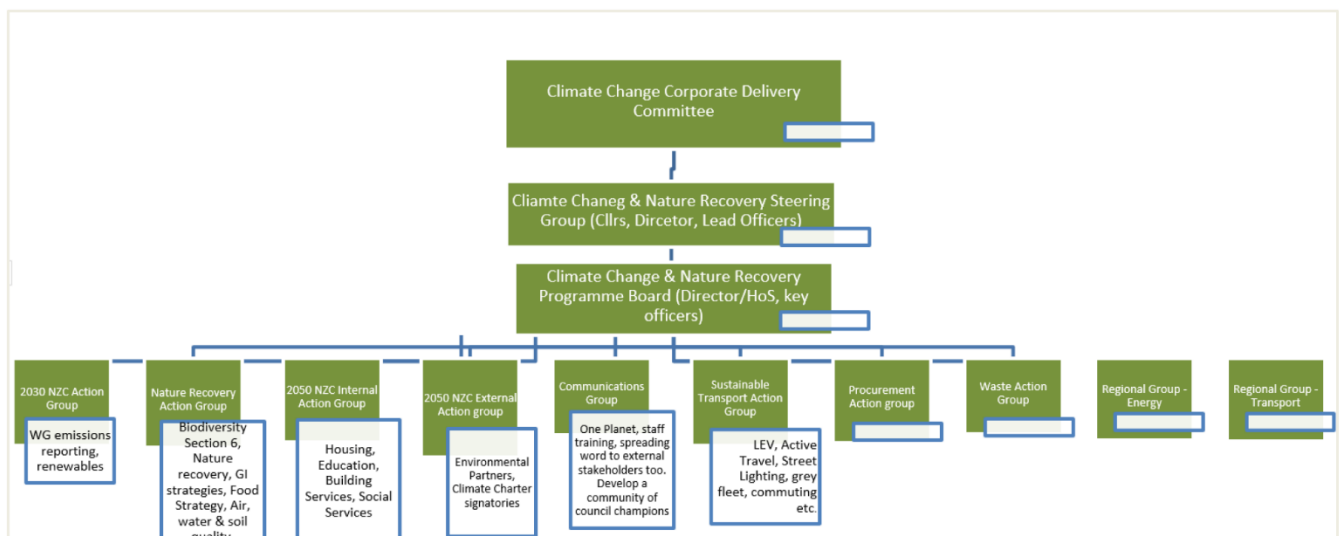 Climate Change Corporate Delivery
Committee
Cliamte Chaneg & Nature Recovery Steering
Group (Cllrs, Dircetor, Lead Officers)
Climate Change & Nature Recovery
Programme Board (Director/HoS, key
officers)
2030 NZC Action
Group
WG emissions
reporting,
renewables
Nature Recovery
Action Group
Biodiversity
Section 6,
Nature
recovery, GI
strategies, Food
Strategy, Air,
water & soil
quality
2050 NZC Internal
Action Group
Housing,
Education,
Building
Services, Social
Services
2050 NZC External
Action group
Environmental
Partners,
Climate Charter
signatories
Communications
Group
One Planet, staff
training, spreading
word to external
stakeholders too.
Develop a
community of
council champions
Sustainable
Transport Action
Group
LEV, Active
Travel, Street
Lighting, grey
fleet, commuting
etc.
Procurement
Action group
Waste Action
Group
Regional Group -
Energy
Regional Group -
Transport